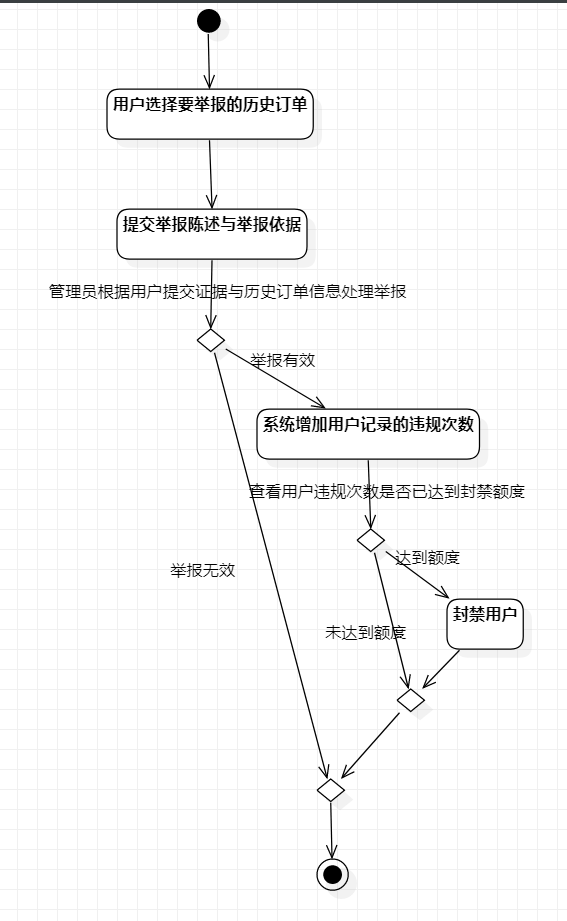 用户选择要举报的历史订单
提交举报陈述与举报依据
管理员根据用户提交证据与历史订单信息处理举报
举报有效
系统增加用户记录的违规次数
查看用户违规次数是否已达到封禁额度
达到额度
举报无效
封禁用户
未达到额度